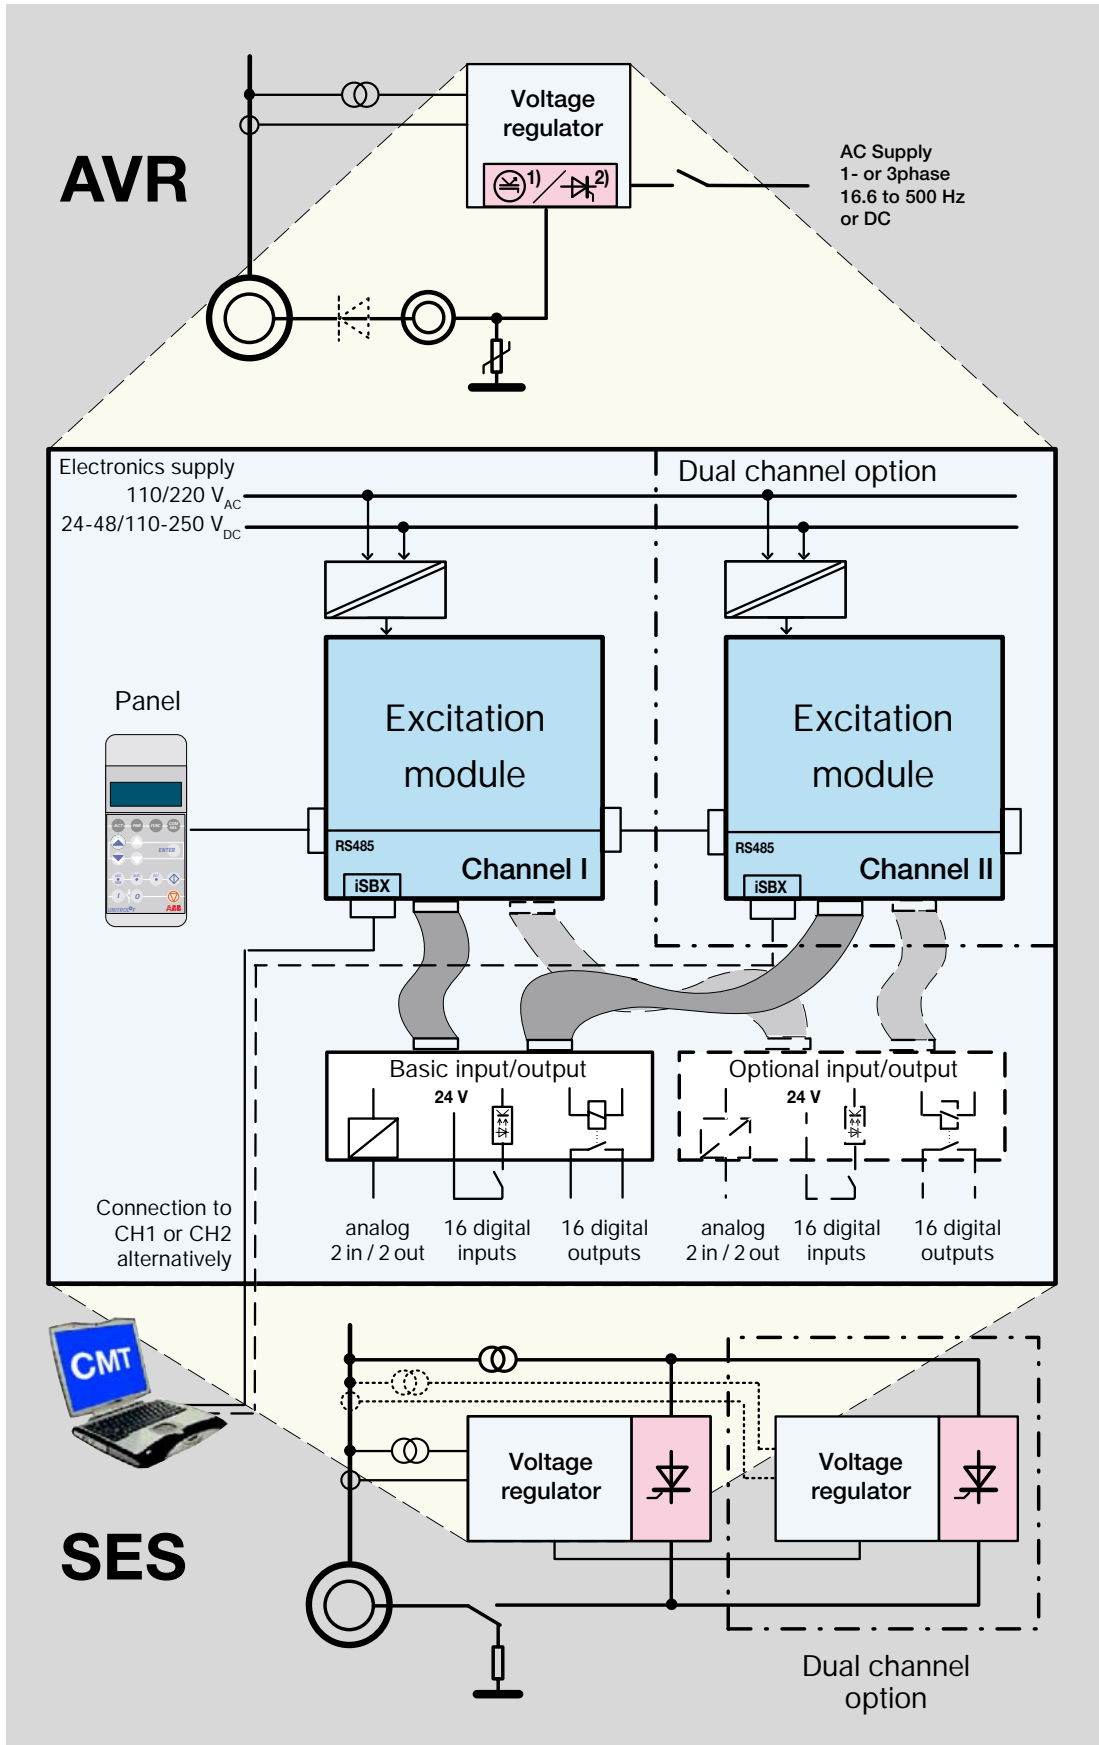 Voltage
regulator
1)
2)
AVR
AC Supply
1- or 3phase
16.6 to 500 Hz
or DC
Electronics supply
110/220 VAC
24-48/110-250 VDC
Dual channel option
Panel
Excitation
module
RS485
Channel I
iSBX
Excitation
module
RS485
Channel II
iSBX
ENTER
ABB
Basic input/output
24 V
Optional input/output
24 V
Connection to
CH1 or CH2
alternatively
analog
2 in / 2 out
16 digital
inputs
16 digital
outputs
analog
2 in / 2 out
16 digital
inputs
16 digital
outputs
CMT
Voltage
regulator
Voltage
regulator
SES
Dual channel
option